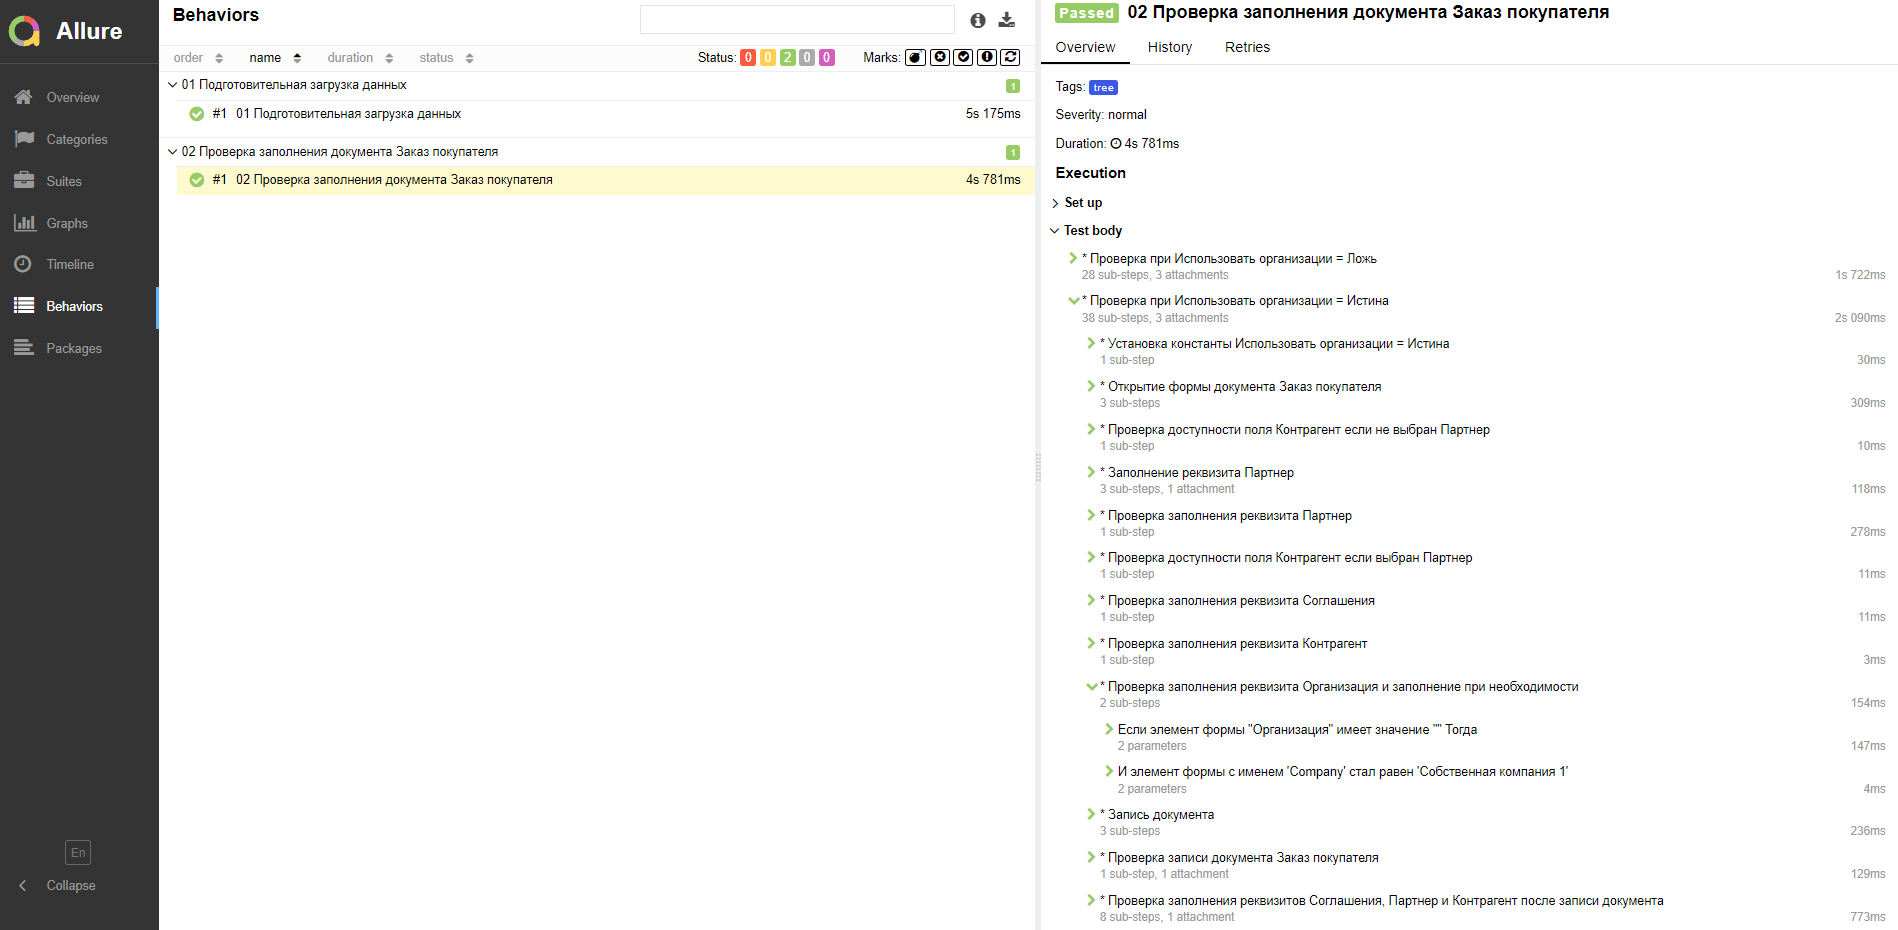 Allure
Overview
Categories
Suites
Graphs
Timeline
Behaviors
Packages
En
Collapse
Behaviors
order name duration status Status: 0 0 2 0 0 Marks:
01 Подготовительная загрузка данных 1
#1 01 Подготовительная загрузка данных 5s 175ms
02 Проверка заполнения документа Заказ покупателя 1
#1 02 Проверка заполнения документа Заказ покупателя 4s 781ms
Passed 02 Проверка заполнения документа Заказ покупателя
Overview History Retries
Tags: tree
Severity: normal
Duration: 4s 781ms
Execution
Set up
Test body
* Проверка при Использовать организации = Ложь
28 sub-steps, 3 attachments 1s 722ms
* Проверка при Использовать организации = Истина
38 sub-steps, 3 attachments 2s 090ms
* Установка константы Использовать организации = Истина
1 sub-step 30ms
* Открытие формы документа Заказ покупателя
3 sub-steps 309ms
* Проверка доступности поля Контрагент если не выбран Партнер
1 sub-step 10ms
* Заполнение реквизита Партнер
3 sub-steps, 1 attachment 118ms
* Проверка заполнения реквизита Партнер
1 sub-step 278ms
* Проверка доступности поля Контрагент если выбран Партнер
1 sub-step 11ms
* Проверка заполнения реквизита Соглашения
1 sub-step 11ms
* Проверка заполнения реквизита Контрагент
1 sub-step 3ms
* Проверка заполнения реквизита Организация и заполнение при необходимости
2 sub-steps 154ms
Если элемент формы "Организация" имеет значение "" Тогда
2 parameters 147ms
И элемент формы с именем 'Company' стал равен 'Собственная компания 1'
2 parameters 4ms
* Запись документа
3 sub-steps 236ms
* Проверка записи документа Заказ покупателя
1 sub-step, 1 attachment 129ms
* Проверка заполнения реквизитов Соглашения, Партнер и Контрагент после записи документа
8 sub-steps, 1 attachment 773ms